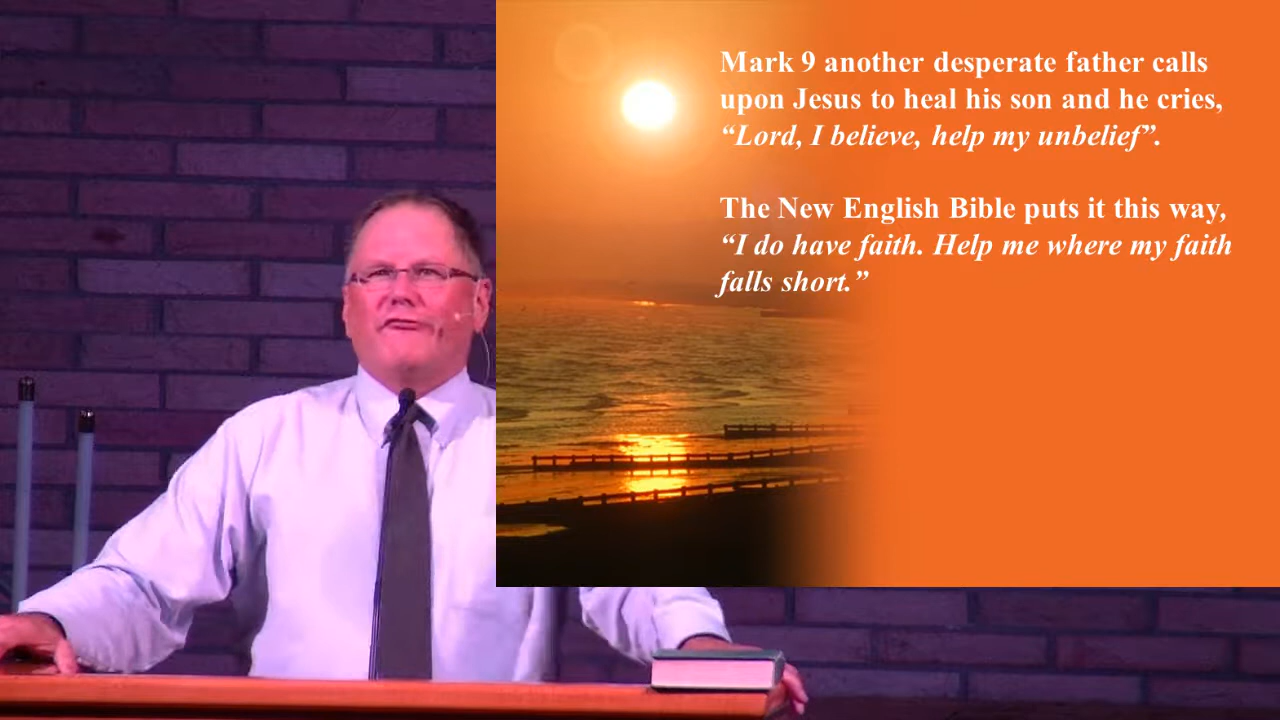 Mark 9 another desperate father calls
upon Jesus to heal his son and he cries,
“Lord, I believe, help my unbelief”.
The New English Bible puts it this way,
“I do have faith. Help me where my faith
falls short.”